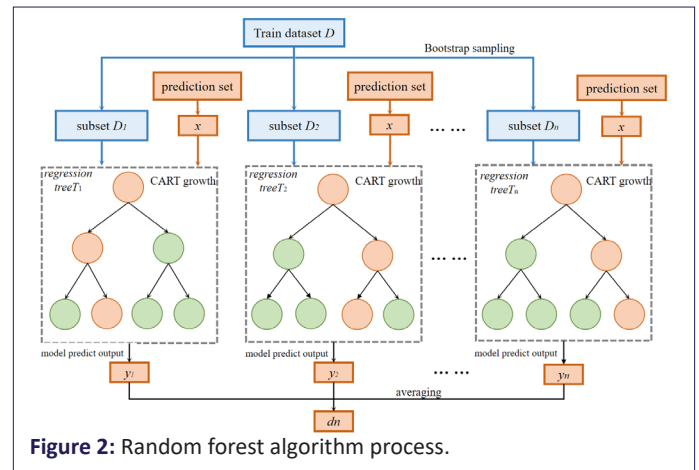 Train dataset D
Bootstrap sampling
prediction set
prediction set
prediction set
subset D1
x
subset D2
x
... ...
subset Dn
x
regression
treeT1
CART growth
regression
treeT2
CART growth
regression
treeTn
CART growth
... ...
model predict output
model predict output
model predict output
y1
y2
... ...
yn
averaging
dn
Figure 2: Random forest algorithm process.